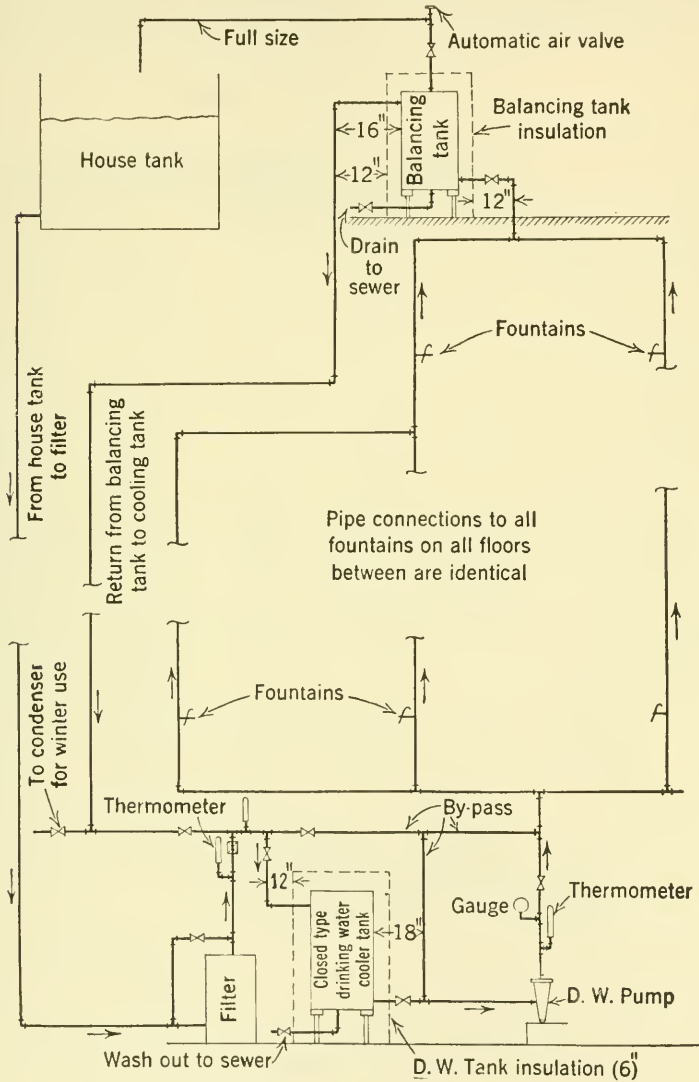 Full size
Automatic air valve
House tank
Balancing
tank
Balancing tank
insulation
16"
12"
12"
Drain
to
sewer
Fountains
From house tank
to filter
Return from balancing
tank to cooling tank
Pipe connections to all
fountains on all floors
between are identical
Fountains
To condenser
for winter use
Thermometer
By-pass
12"
Closed type
drinking water
cooler tank
18"
Gauge
Thermometer
Filter
D. W. Pump
Wash out to sewer
D. W. Tank insulation (6")